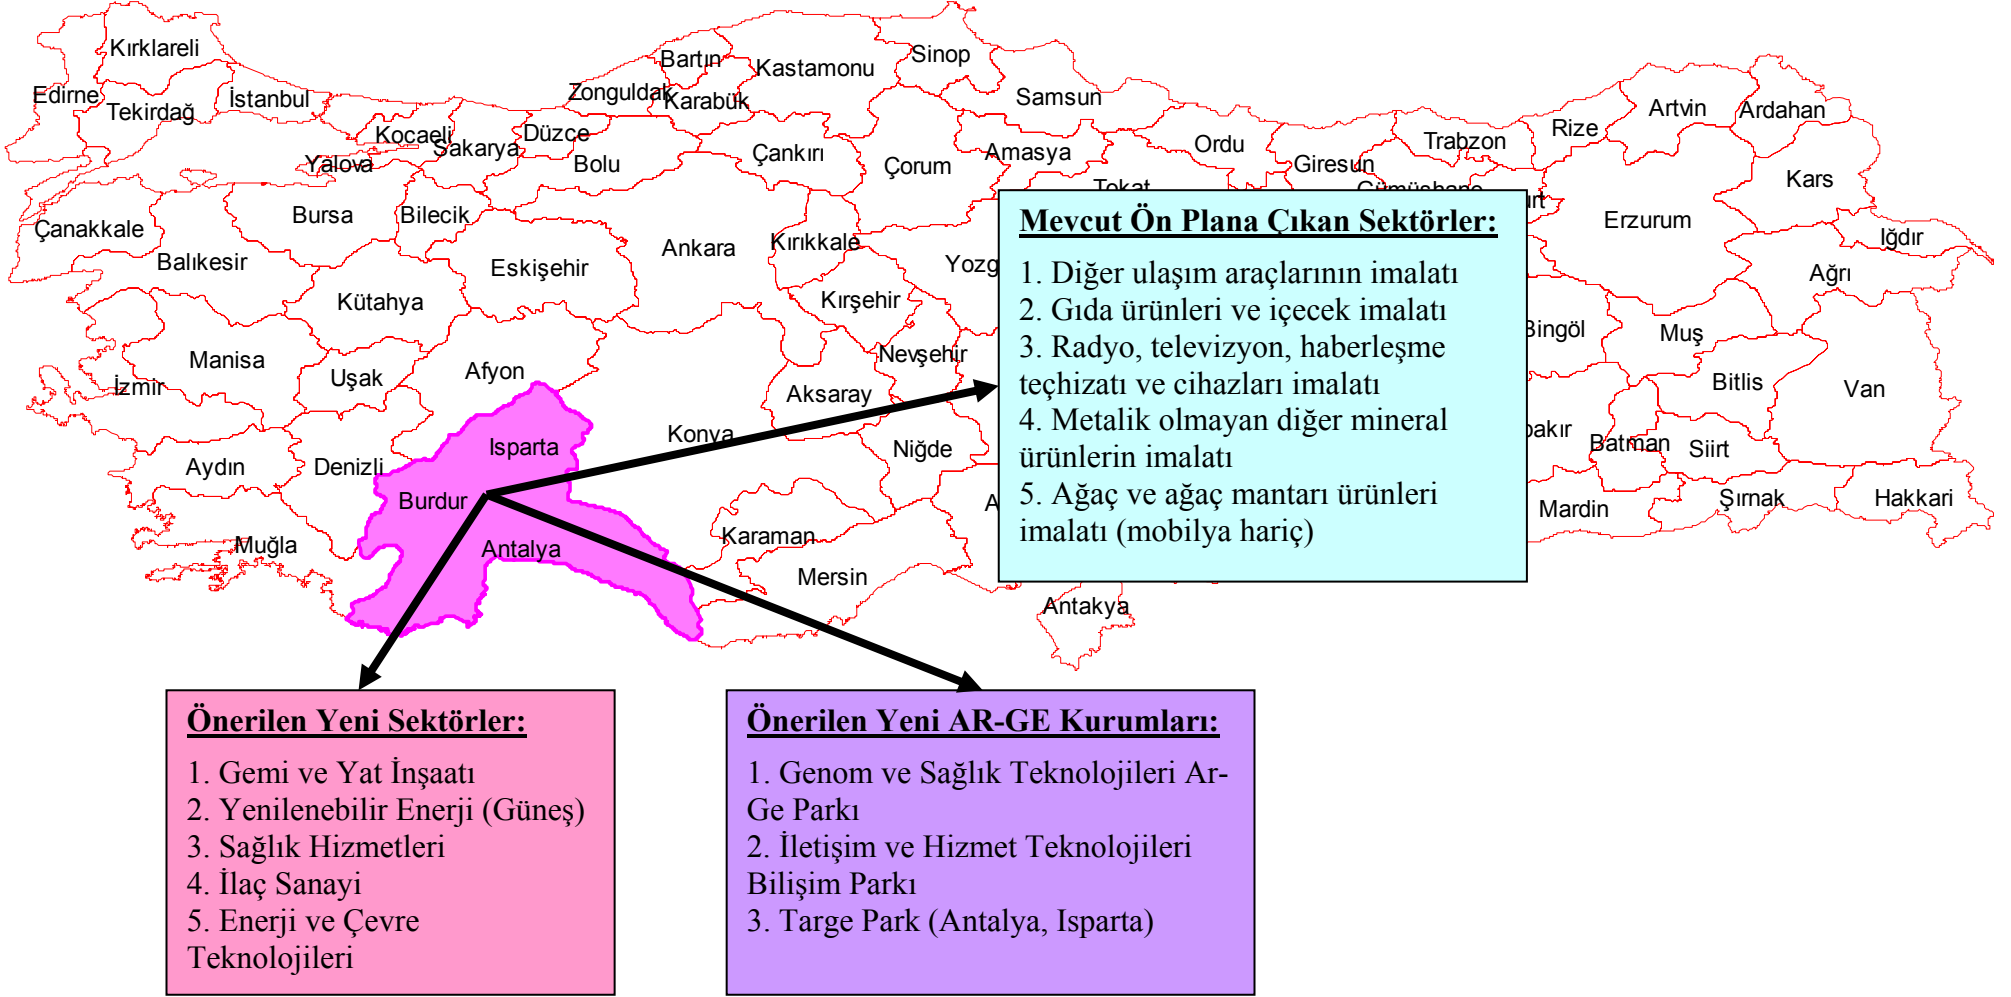 Kırklareli
Edirne
Tekirdağ
İstanbul
Kocaeli
Yalova
Sakarya
Düzce
Bolu
Zonguldak
Bartın
Karabük
Kastamonu
Sinop
Samsun
Çankırı
Çorum
Amasya
Tokat
Ordu
Giresun
Gümüşhane
Trabzon
Rize
Artvin
Ardahan
Kars
Iğdır
Erzurum
Ağrı
Çanakkale
Balıkesir
Bursa
Bilecik
Eskişehir
Kütahya
Ankara
Kırıkkale
Kırşehir
Yozg
urt
Manisa
İzmir
Uşak
Afyon
Nevşehir
Aksaray
Konya
Niğde
Bingöl
Muş
Bitlis
Van
bakır
Batman
Siirt
Şırnak
Hakkari
Mardin
Aydın
Denizli
Muğla
Isparta
Burdur
Antalya
Karaman
Mersin
A
Antakya
Mevcut Ön Plana Çıkan Sektörler:
1. Diğer ulaşım araçlarının imalatı
2. Gıda ürünleri ve içecek imalatı
3. Radyo, televizyon, haberleşme
teçhizatı ve cihazları imalatı
4. Metalik olmayan diğer mineral
ürünlerin imalatı
5. Ağaç ve ağaç mantarı ürünleri
imalatı (mobilya hariç)
Önerilen Yeni Sektörler:
1. Gemi ve Yat İnşaatı
2. Yenilenebilir Enerji (Güneş)
3. Sağlık Hizmetleri
4. İlaç Sanayi
5. Enerji ve Çevre
Teknolojileri
Önerilen Yeni AR-GE Kurumları:
1. Genom ve Sağlık Teknolojileri Ar-
Ge Parkı
2. İletişim ve Hizmet Teknolojileri
Bilişim Parkı
3. Targe Park (Antalya, Isparta)